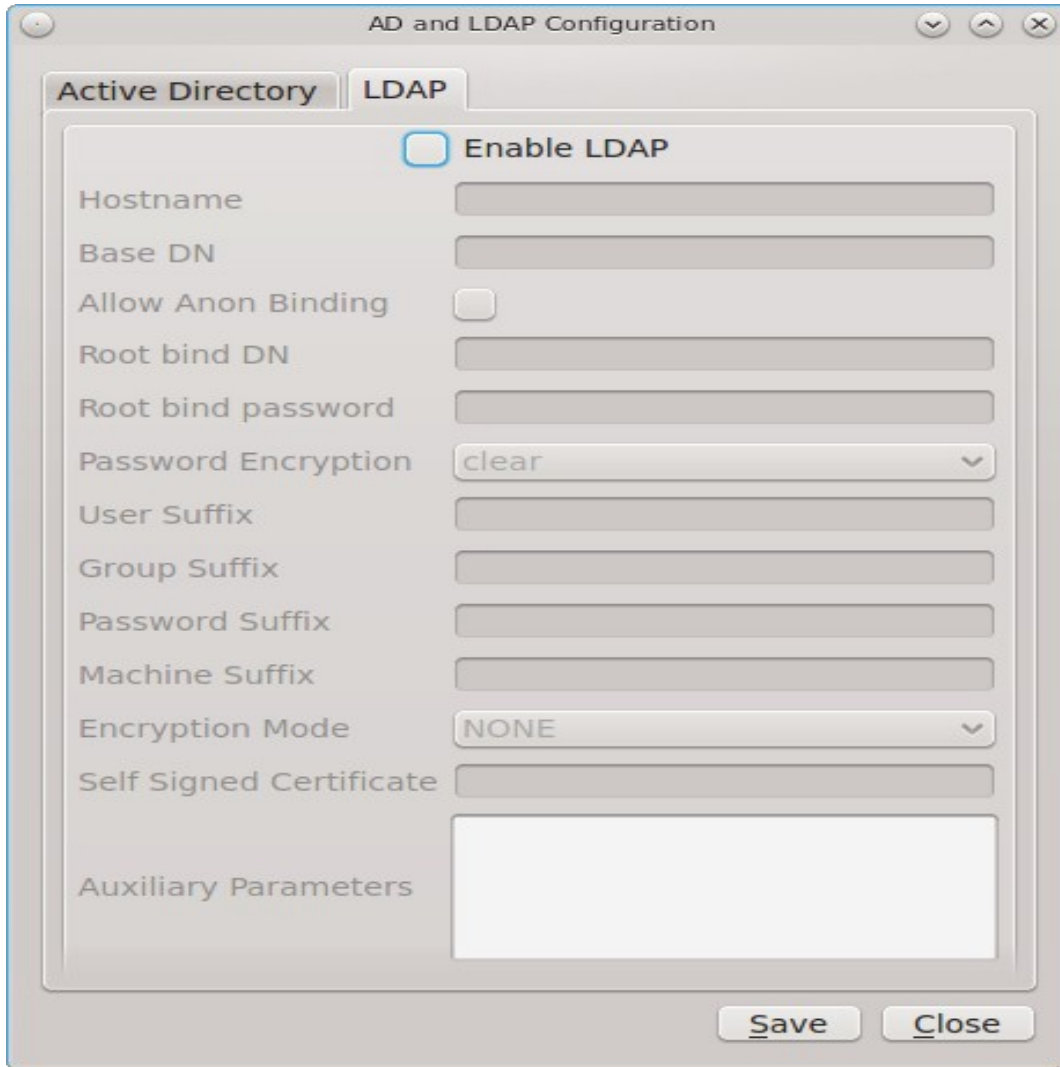 AD and LDAP Configuration
Active Directory LDAP
Enable LDAP
Hostname
Base DN
Allow Anon Binding
Root bind DN
Root bind password
Password Encryption clear
User Suffix
Group Suffix
Password Suffix
Machine Suffix
Encryption Mode NONE
Self Signed Certificate
Auxiliary Parameters
Save Close